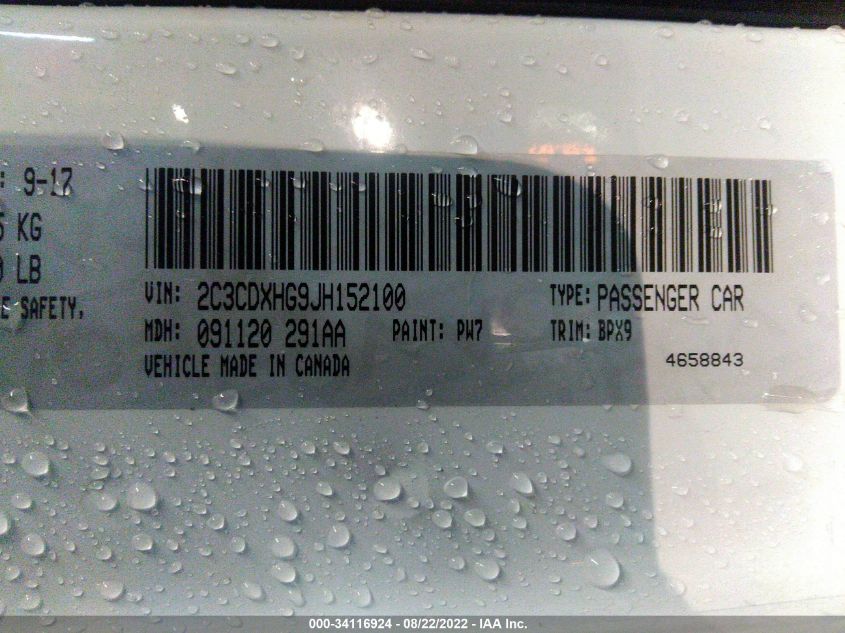 : 9-17
KG
LB
E SAFETY,
VIN: 2C3CDXHG9JH152100 TYPE: PASSENGER CAR
MDH: 091120 291AA PAINT: PW7 TRIM: BPX9
VEHICLE MADE IN CANADA 4658843
000-34116924 - 08/22/2022 - IAA Inc.